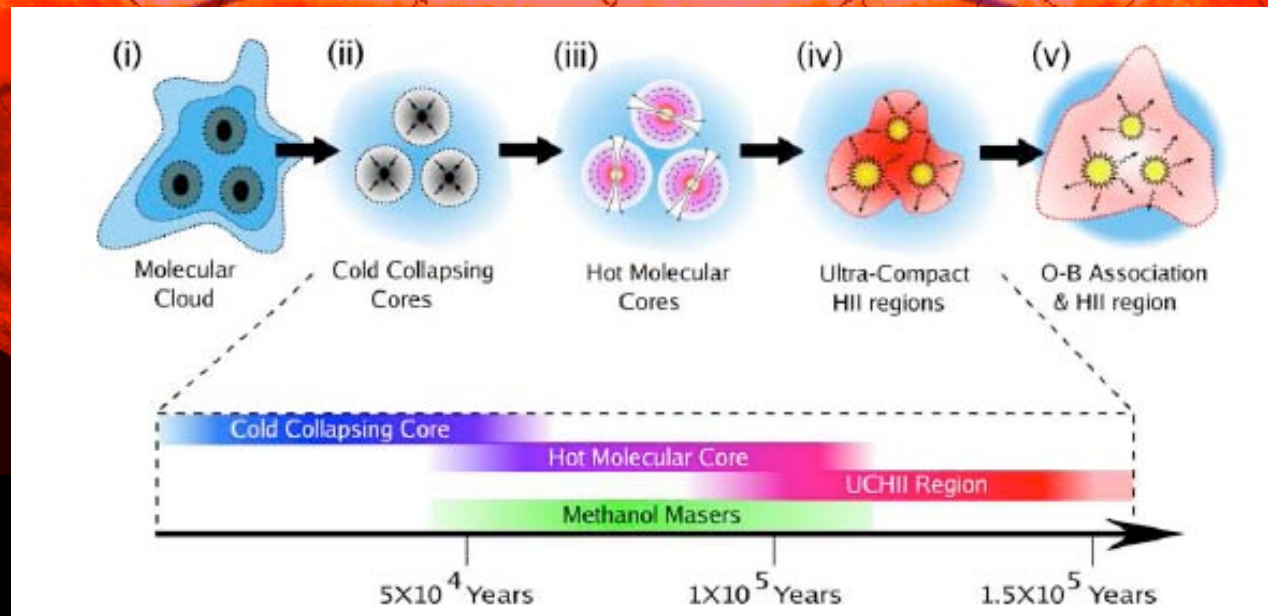 (i)
(ii)
(iii)
(iv)
(v)
Molecular
Cloud
Cold Collapsing
Cores
Hot Molecular
Cores
Ultra-Compact
HII regions
O-B Association
& HII region
Cold Collapsing Core
Hot Molecular Core
UCHII Region
Methanol Masers
5X10⁴ Years
1X10⁵ Years
1.5X10⁵ Years